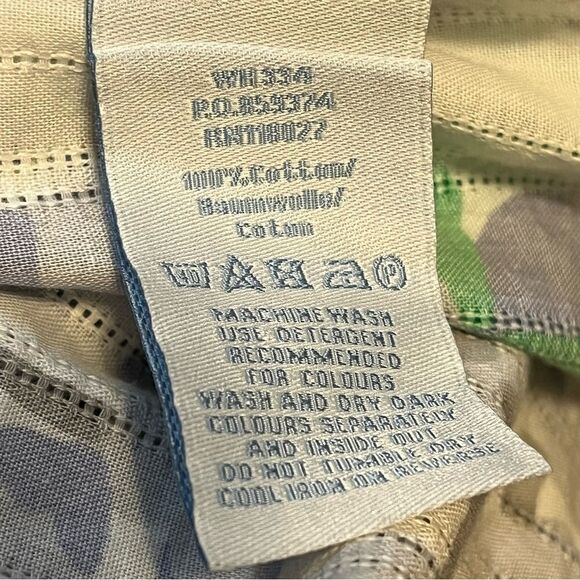 WH334
P.O.859374
RN118027
100%Cotton/
Baumwolle/
Coton
40 P
MACHINE WASH
USE DETERGENT
RECOMMENDED
FOR COLOURS
WASH AND DRY DARK
COLOURS SEPARATELY
AND INSIDE OUT
DO NOT TUMBLE DRY
COOL IRON ON REVERSE